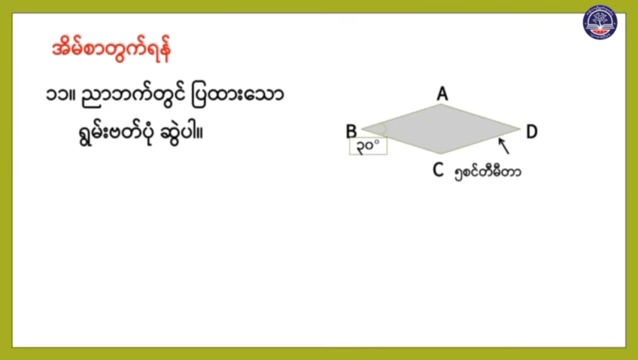 အိမ်စာတွက်ရန်
၁၁။ ညာဘက်တွင် ပြထားသော
ရွမ်းဗတ်ပုံ ဆွဲပါ။
A
B
D
၃၀°
C
၅စင်တီမီတာ